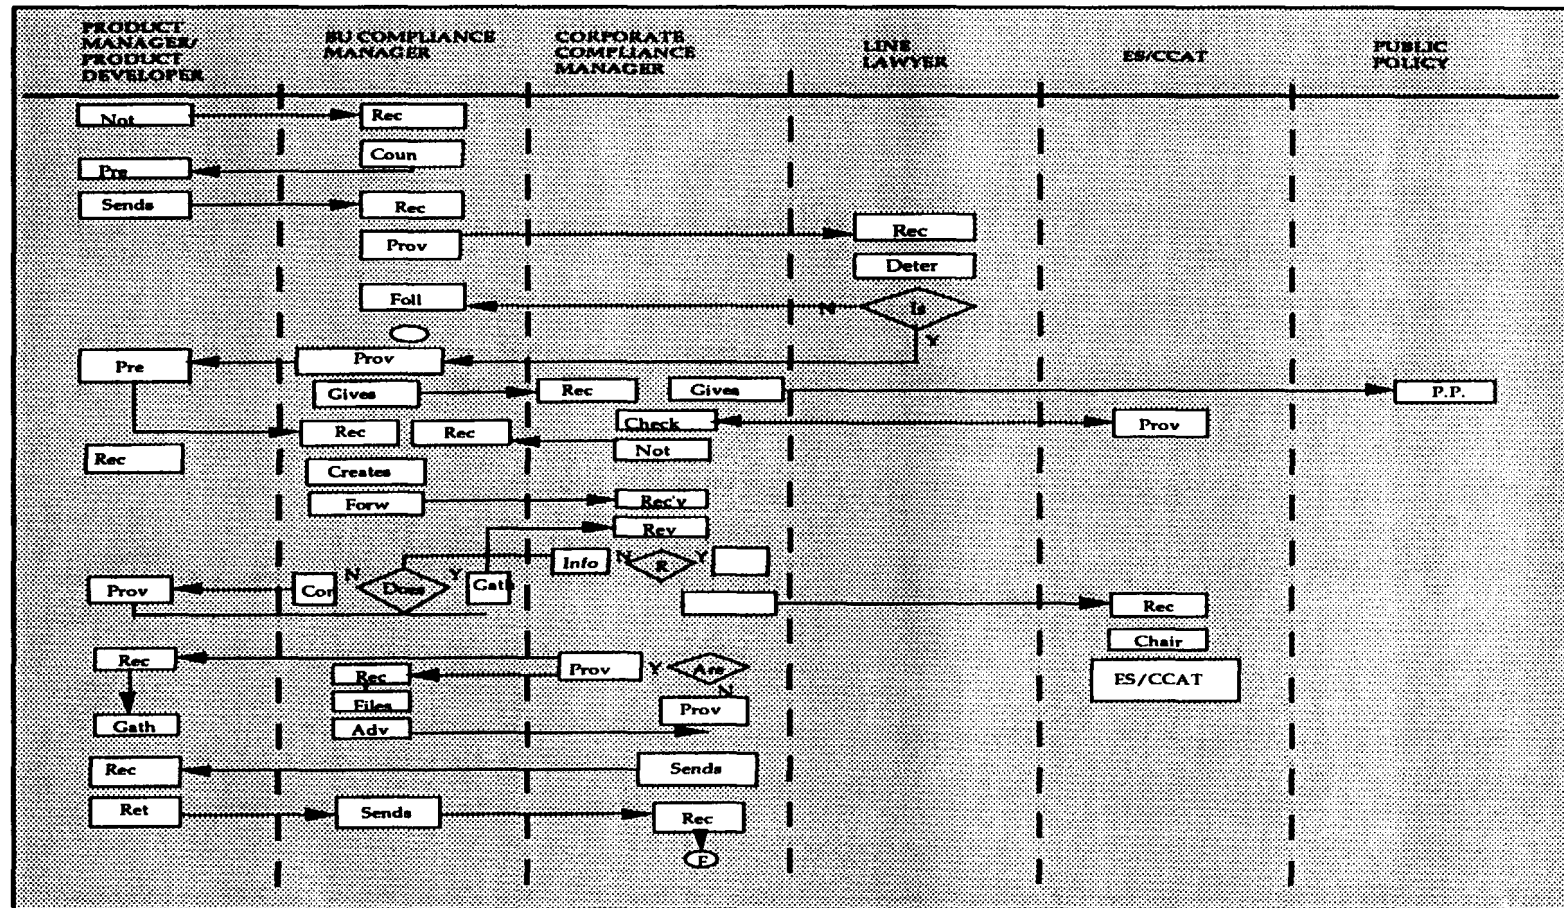 PRODUCT
MANAGER/
PRODUCT
DEVELOPER
BU COMPLIANCE
MANAGER
CORPORATE
COMPLIANCE
MANAGER
LINE
LAWYER
ES/CCAT
PUBLIC
POLICY
Not
Rec
Coun
Pre
Sends
Rec
Rec
Prov
Deter
Foll
N
Is
Y
Pre
Prov
Gives
Rec
Gives
P.P.
Check
Prov
Rec
Rec
Not
Rec
Creates
Forw
Rec'v
Rev
Info
N
R
Y
Prov
Cor
N
Does
Y
Gath
Rec
Chair
Rec
Prov
Y
Are
N
Rec
ES/CCAT
Files
Prov
Gath
Adv
Rec
Sends
Ret
Sends
Rec
E